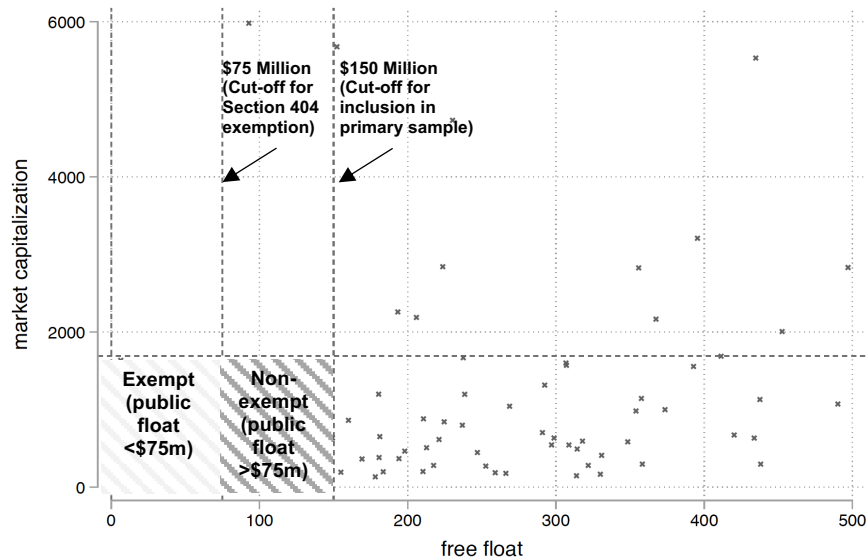 6000
$75 Million
(Cut-off for
Section 404
exemption)
$150 Million
(Cut-off for
inclusion in
primary sample)
4000
market capitalization
2000
Exempt
(public
float
<$75m)
Non-
exempt
(public
float
>$75m)
0
0
100
200
300
400
500
free float